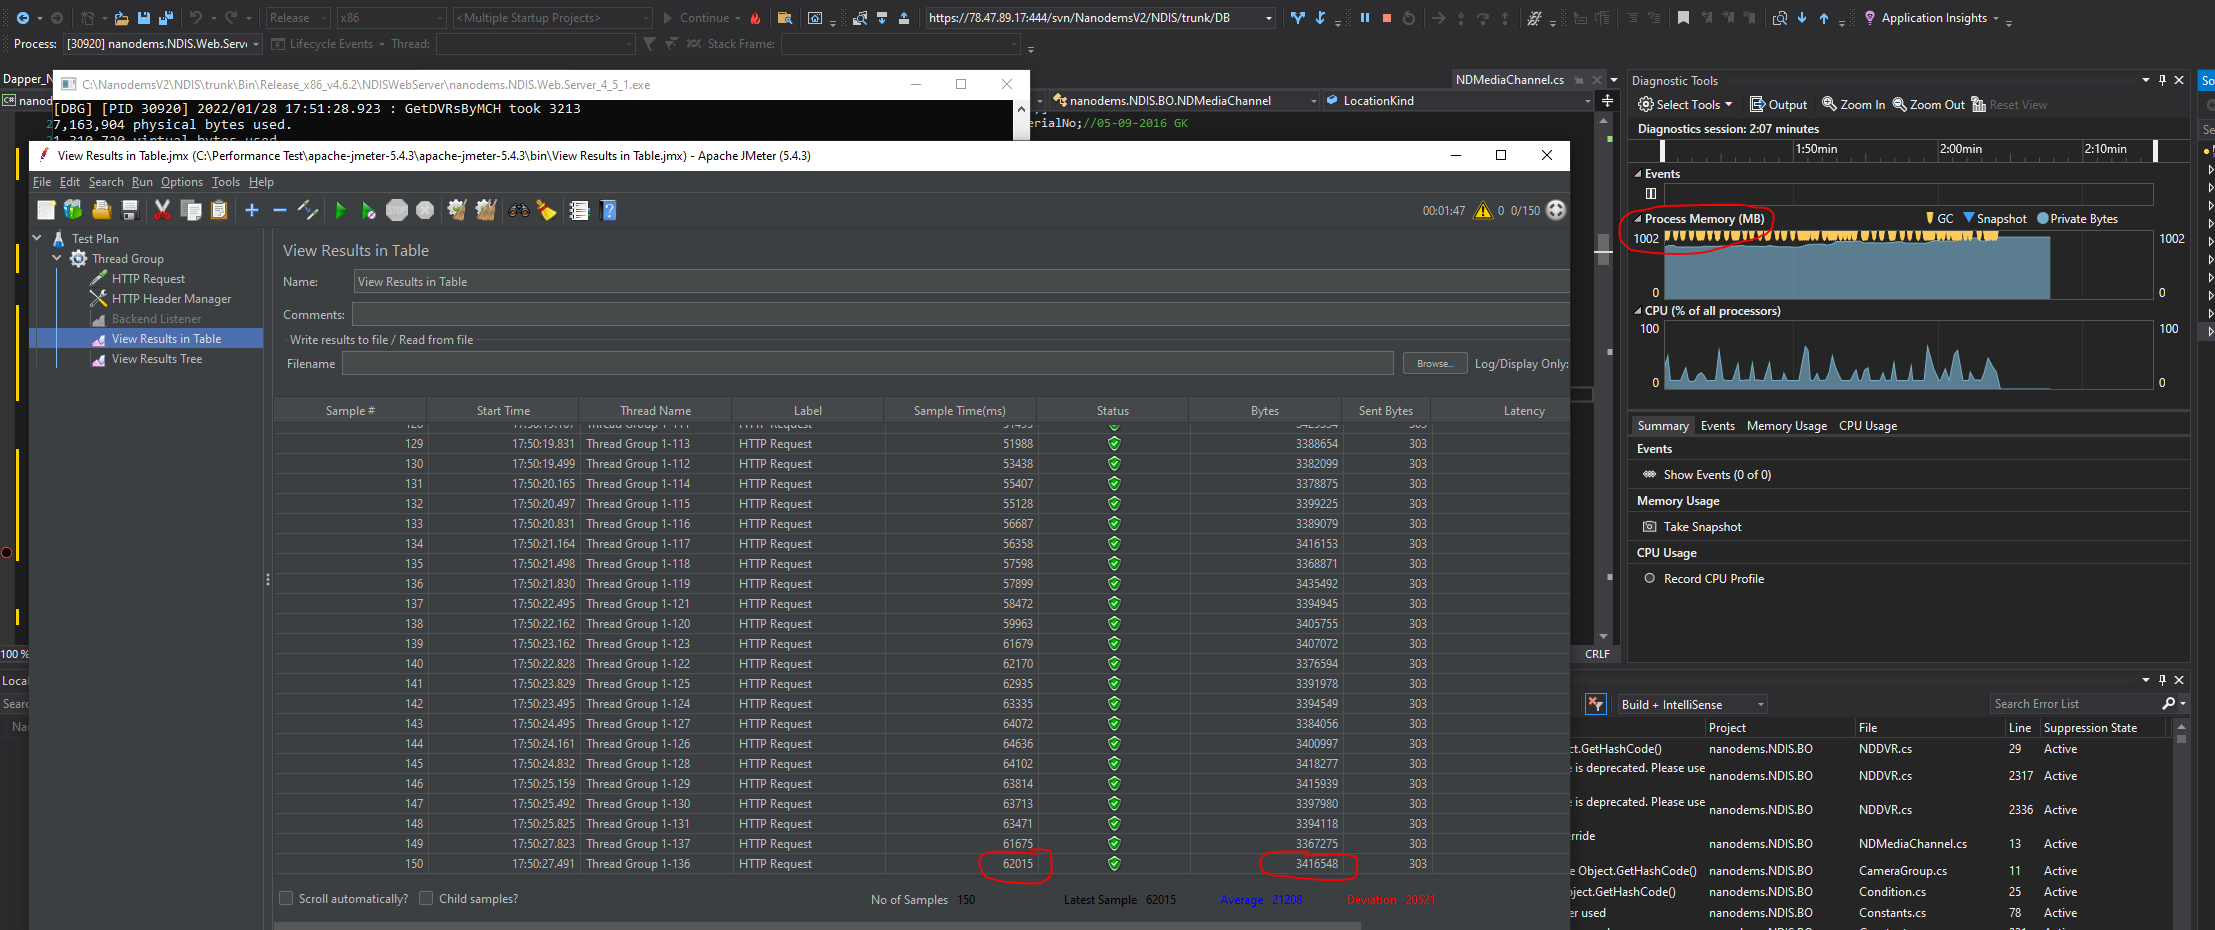 Release
x86
<Multiple Startup Projects>
Continue
https://78.47.89.17:444/svn/NanodemsV2/NDIS/trunk/DB
Application Insights
Process: [30920] nanodems.NDIS.Web.Serve
Lifecycle Events
Thread:
Stack Frame:
Dapper_N
C:\NanodemsV2\NDIS\trunk\Bin\Release_x86_v4.6.2\NDISWebServer\nanodems.NDIS.Web.Server_4_5_1.exe
NDMediaChannel.cs
Diagnostic Tools
[DBG] [PID 30920] 2022/01/28 17:51:28.923 : GetDVRsByMCH took 3213
7,163,904 physical bytes used.
nanodems.NDIS.BO.NDMediaChannel
LocationKind
erialNo;//05-09-2016 GK
Select Tools
Output
Zoom In
Zoom Out
Reset View
Diagnostics session: 2:07 minutes
1:50min
2:00min
2:10min
Events
Process Memory (MB)
GC
Snapshot
Private Bytes
1002
1002
0
0
CPU (% of all processors)
100
100
0
0
Summary
Events
Memory Usage
CPU Usage
Events
Show Events (0 of 0)
Memory Usage
Take Snapshot
CPU Usage
Record CPU Profile
View Results in Table.jmx (C:\Performance Test\apache-jmeter-5.4.3\apache-jmeter-5.4.3\bin\View Results in Table.jmx) - Apache JMeter (5.4.3)
File Edit Search Run Options Tools Help
00:01:47
0
0/150
Test Plan
Thread Group
HTTP Request
HTTP Header Manager
Backend Listener
View Results in Table
View Results Tree
View Results in Table
Name: View Results in Table
Comments:
Write results to file / Read from file
Filename
Browse...
Log/Display Only:
Sample # Start Time Thread Name Label Sample Time(ms) Status Bytes Sent Bytes Latency
129 17:50:19.831 Thread Group 1-113 HTTP Request 51988 3388654 303
130 17:50:19.499 Thread Group 1-112 HTTP Request 53438 3382099 303
131 17:50:20.165 Thread Group 1-114 HTTP Request 55407 3378875 303
132 17:50:20.497 Thread Group 1-115 HTTP Request 55128 3399225 303
133 17:50:20.831 Thread Group 1-116 HTTP Request 56687 3389079 303
134 17:50:21.164 Thread Group 1-117 HTTP Request 56358 3416153 303
135 17:50:21.498 Thread Group 1-118 HTTP Request 57598 3368871 303
136 17:50:21.830 Thread Group 1-119 HTTP Request 57899 3435492 303
137 17:50:22.495 Thread Group 1-121 HTTP Request 58472 3394945 303
138 17:50:22.162 Thread Group 1-120 HTTP Request 59963 3405755 303
139 17:50:23.162 Thread Group 1-123 HTTP Request 61679 3407072 303
140 17:50:22.828 Thread Group 1-122 HTTP Request 62170 3376594 303
141 17:50:23.829 Thread Group 1-125 HTTP Request 62935 3391978 303
142 17:50:23.495 Thread Group 1-124 HTTP Request 63335 3394549 303
143 17:50:24.495 Thread Group 1-127 HTTP Request 64072 3384056 303
144 17:50:24.161 Thread Group 1-126 HTTP Request 64636 3400997 303
145 17:50:24.832 Thread Group 1-128 HTTP Request 64102 3418277 303
146 17:50:25.159 Thread Group 1-129 HTTP Request 63814 3415939 303
147 17:50:25.492 Thread Group 1-130 HTTP Request 63713 3397980 303
148 17:50:25.825 Thread Group 1-131 HTTP Request 63471 3394118 303
149 17:50:27.823 Thread Group 1-137 HTTP Request 61675 3367275 303
150 17:50:27.491 Thread Group 1-136 HTTP Request 62015 3416548 303
Scroll automatically?
Child samples?
No of Samples 150
Latest Sample 62015
Average 21208
Deviation 20521
100 %
CRLF
Build + IntelliSense
Search Error List
Project File Line Suppression State
ct.GetHashCode() nanodems.NDIS.BO NDDVR.cs 29 Active
e is deprecated. Please use nanodems.NDIS.BO NDDVR.cs 2317 Active
e is deprecated. Please use nanodems.NDIS.BO NDDVR.cs 2336 Active
rride nanodems.NDIS.BO NDMediaChannel.cs 13 Active
e Object.GetHashCode() nanodems.NDIS.BO CameraGroup.cs 11 Active
bject.GetHashCode() nanodems.NDIS.BO Condition.cs 25 Active
er used nanodems.NDIS.BO Constants.cs 78 Active